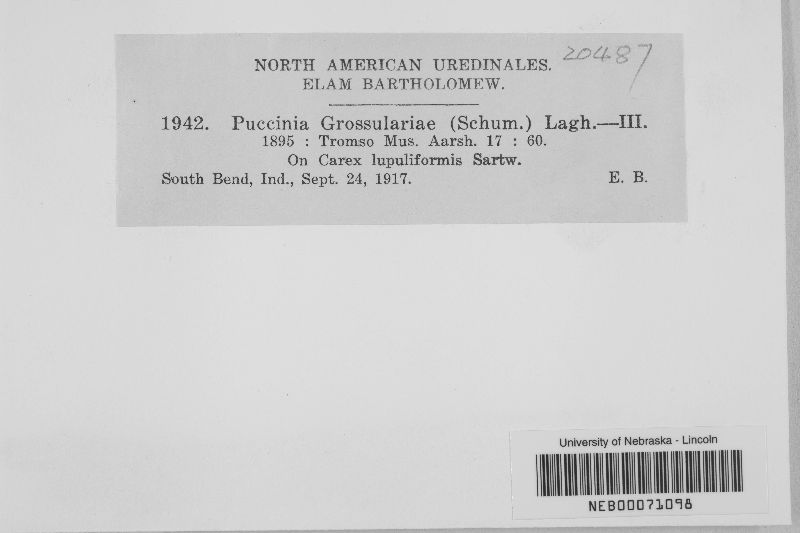 NORTH AMERICAN UREDINALES. 20487
ELAM BARTHOLOMEW.
1942. Puccinia Grossulariae (Schum.) Lagh.—III.
1895 : Tromso Mus. Aarsh. 17 : 60.
On Carex lupuliformis Sartw.
South Bend, Ind., Sept. 24, 1917. E. B.
University of Nebraska - Lincoln
NEB00071098